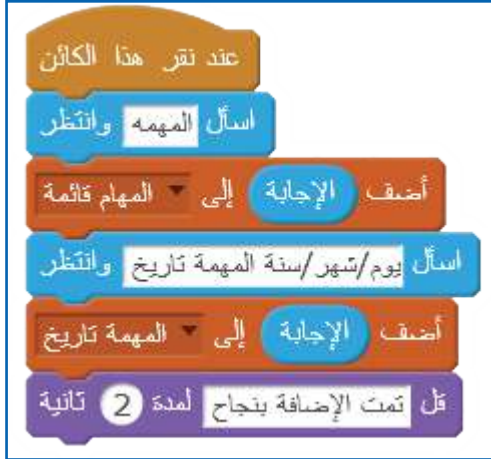 عند نقر هذا الكائن
اسأل المهمه وانتظر
أضف الإجابة إلى المهام قائمة
اسأل يوم/شهر/سنة المهمة تاريخ وانتظر
أضف الإجابة إلى المهمة تاريخ
قل تمت الإضافة بنجاح لمدة 2 ثانية